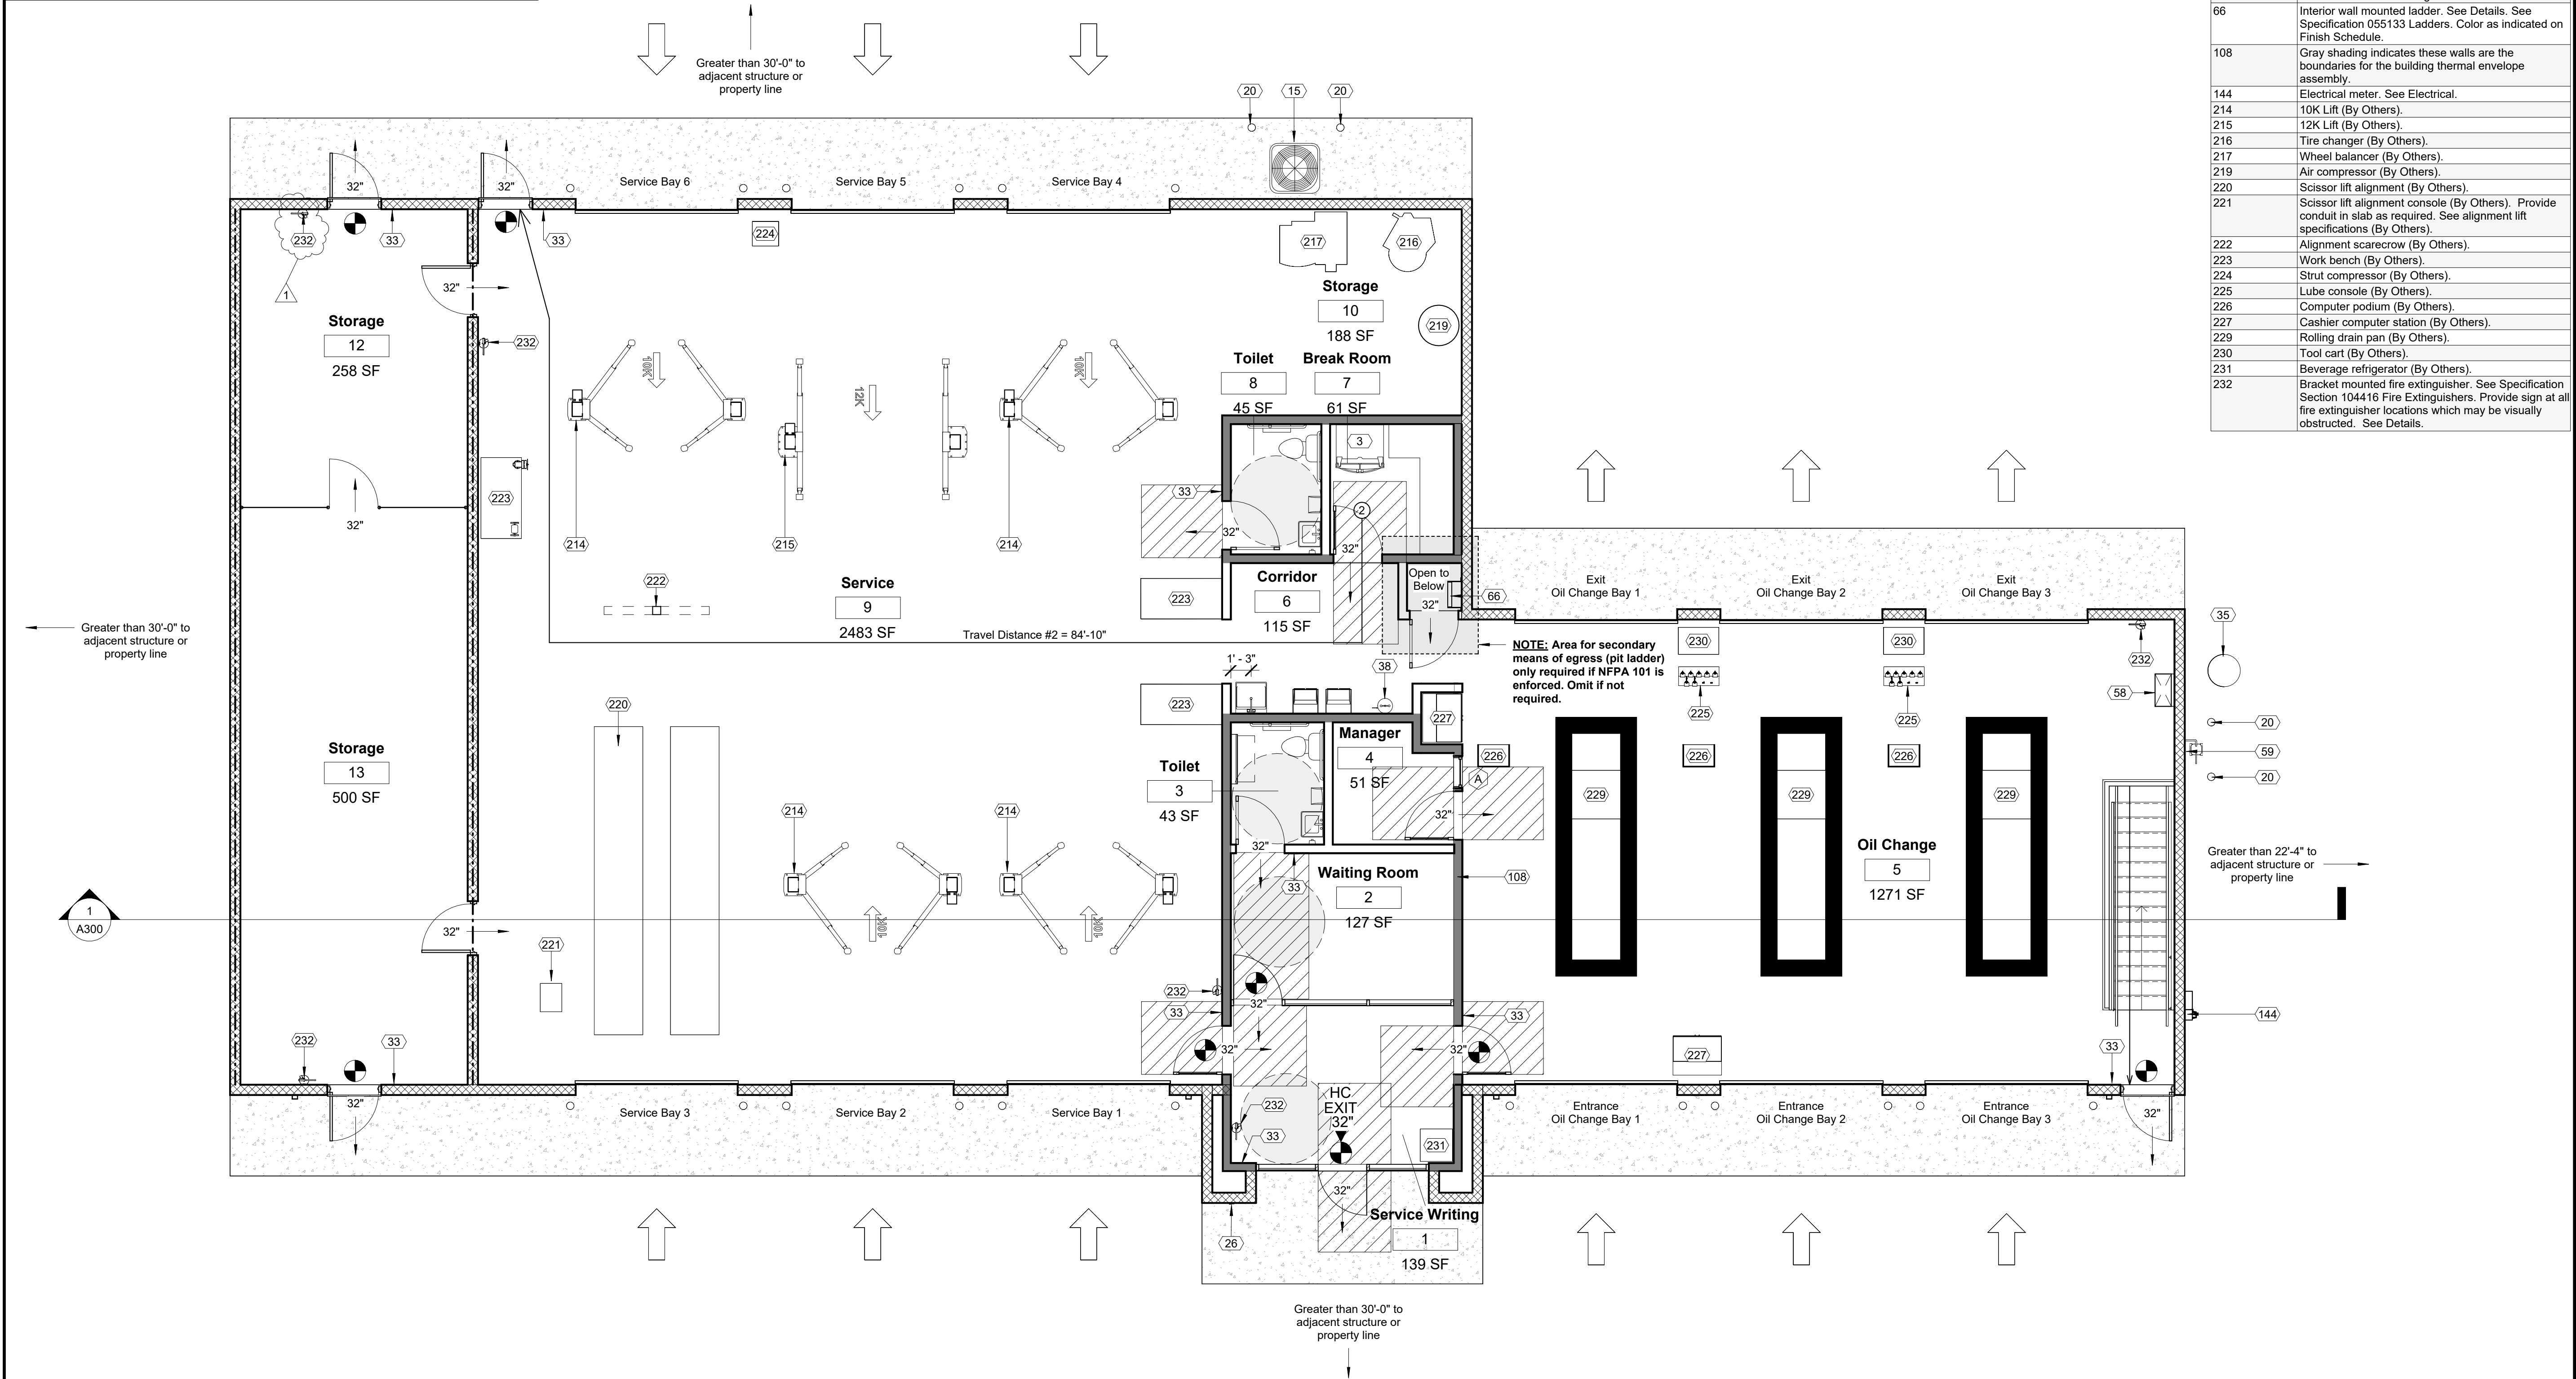 66 Interior wall mounted ladder. See Details. See
Specification 055133 Ladders. Color as indicated on
Finish Schedule.
108 Gray shading indicates these walls are the
boundaries for the building thermal envelope
assembly.
144 Electrical meter. See Electrical.
214 10K Lift (By Others).
215 12K Lift (By Others).
216 Tire changer (By Others).
217 Wheel balancer (By Others).
219 Air compressor (By Others).
220 Scissor lift alignment (By Others).
221 Scissor lift alignment console (By Others). Provide
conduit in slab as required. See alignment lift
specifications (By Others).
222 Alignment scarecrow (By Others).
223 Work bench (By Others).
224 Strut compressor (By Others).
225 Lube console (By Others).
226 Computer podium (By Others).
227 Cashier computer station (By Others).
229 Rolling drain pan (By Others).
230 Tool cart (By Others).
231 Beverage refrigerator (By Others).
232 Bracket mounted fire extinguisher. See Specification
Section 104416 Fire Extinguishers. Provide sign at all
fire extinguisher locations which may be visually
obstructed. See Details.
Greater than 30'-0" to
adjacent structure or
property line
20 15 20
32" 32"
Service Bay 6 Service Bay 5 Service Bay 4
232 33 33 224 217 216
1
32"
Storage
12
258 SF
232
Storage
10
188 SF
219
10K 12K 10K
Toilet
8
45 SF
Break Room
7
61 SF
3
223
33
2
32"
32"
32"
214 215 214
Service
9
2483 SF
222
223
Corridor
6
115 SF
Open to
Below
32"
66
Travel Distance #2 = 84'-10"
NOTE: Area for secondary
means of egress (pit ladder)
only required if NFPA 101 is
enforced. Omit if not
required.
Exit
Oil Change Bay 1
Exit
Oil Change Bay 2
Exit
Oil Change Bay 3
230 230 232
35
58
225 225
20
59
20
226 226 226
Greater than 30'-0" to
adjacent structure or
property line
1' - 3"
38
223
227
220
Storage
13
500 SF
Toilet
3
43 SF
Manager
4
51 SF
A
32"
32"
229 229 229
214 214
Oil Change
5
1271 SF
Greater than 22'-4" to
adjacent structure or
property line
Waiting Room
2
127 SF
33
108
1
A300
32"
221
10K 10K
232
32"
33 33
32" 32"
144
232 33
227
33
32"
Service Bay 3 Service Bay 2 Service Bay 1
232
33
HC
EXIT
32"
231
Entrance
Oil Change Bay 1
Entrance
Oil Change Bay 2
Entrance
Oil Change Bay 3
32"
32"
26
Service Writing
1
139 SF
Greater than 30'-0" to
adjacent structure or
property line